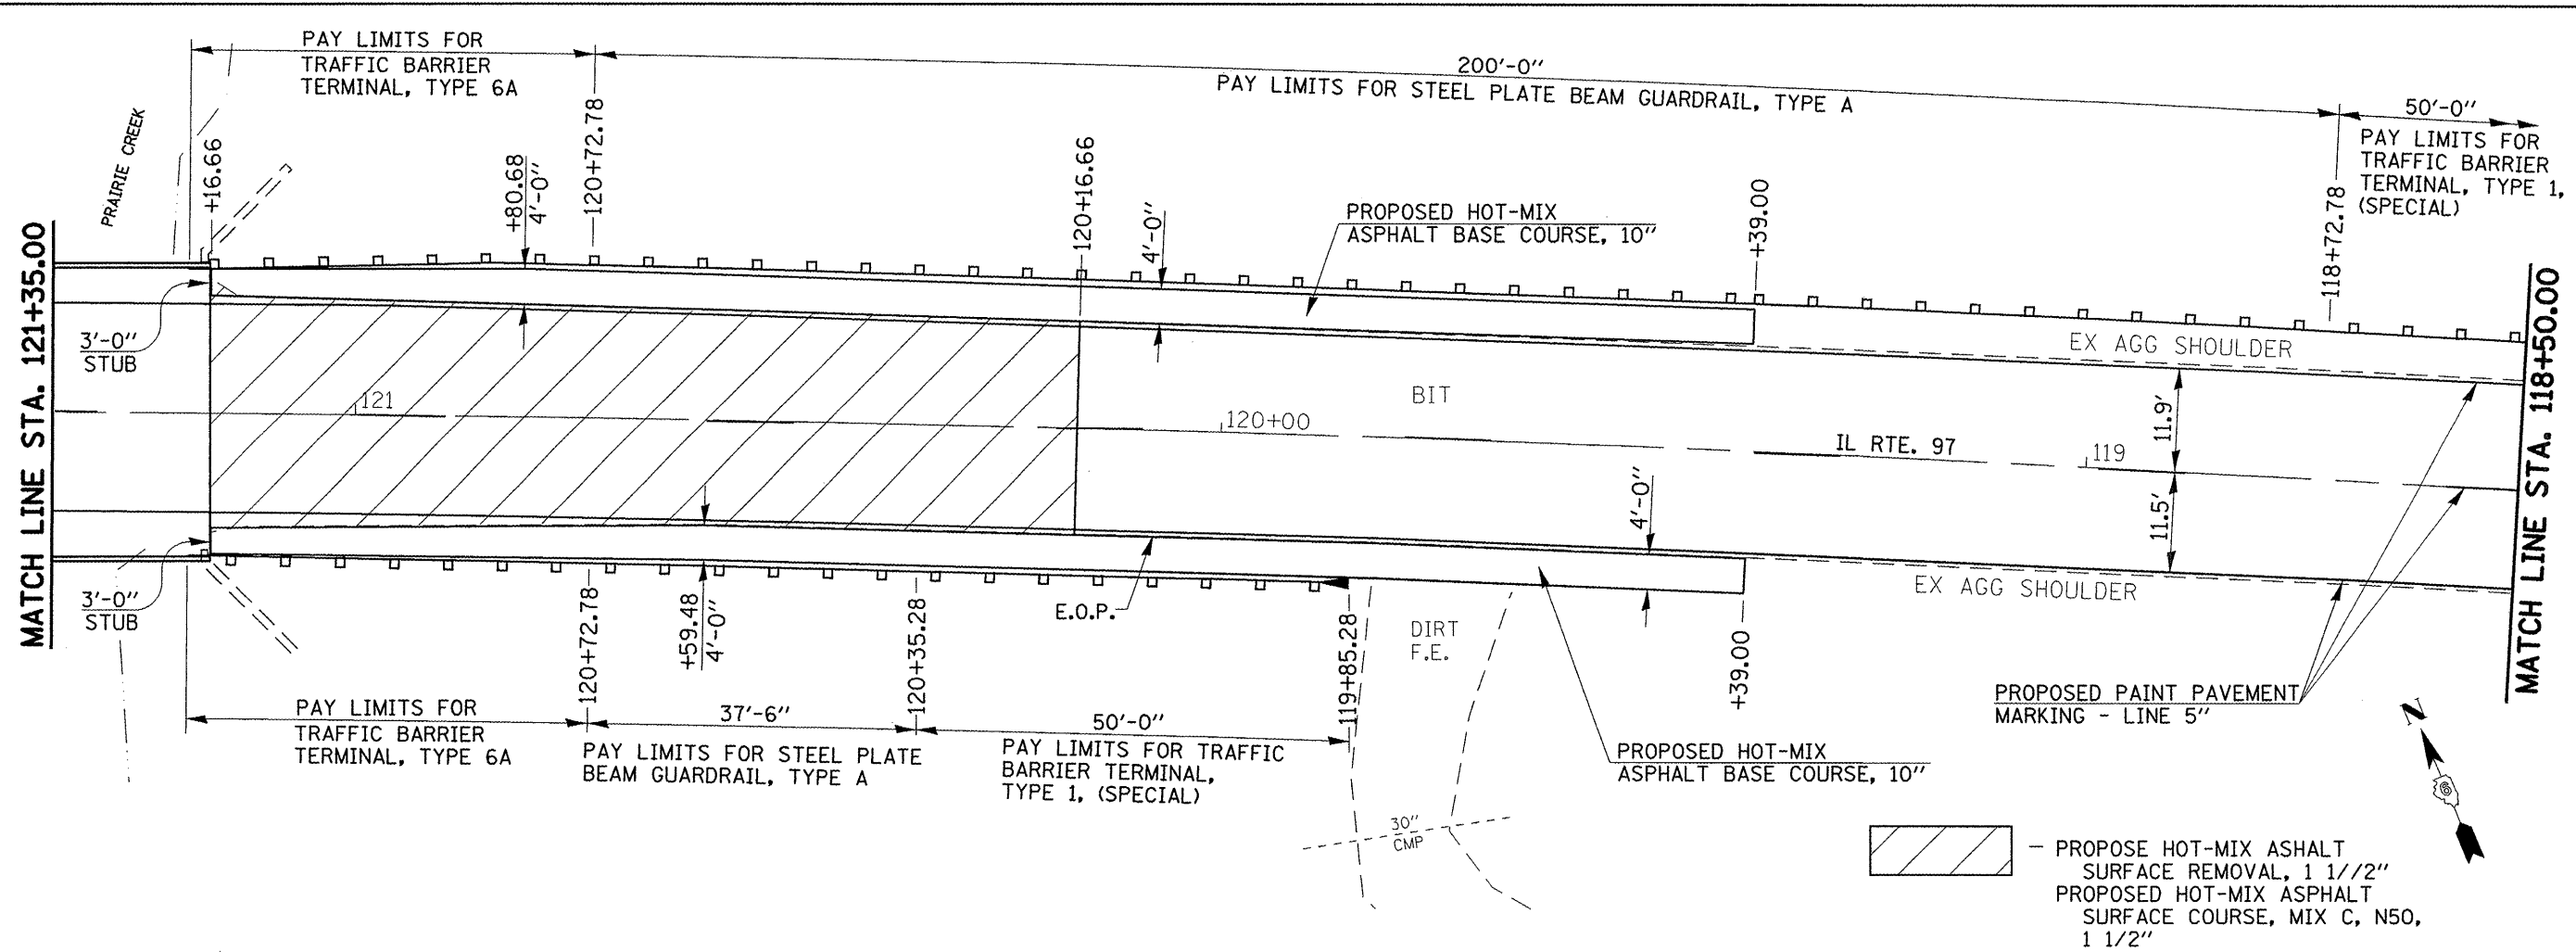 PAY LIMITS FOR
TRAFFIC BARRIER
TERMINAL, TYPE 6A
200'-0"
PAY LIMITS FOR STEEL PLATE BEAM GUARDRAIL, TYPE A
50'-0"
PAY LIMITS FOR
TRAFFIC BARRIER
TERMINAL, TYPE 1,
(SPECIAL)
PRAIRIE CREEK
+16.66
+80.68
4'-0"
120+72.78
120+16.66
4'-0"
PROPOSED HOT-MIX
ASPHALT BASE COURSE, 10"
+39.00
118+72.78
MATCH LINE STA. 121+35.00
3'-0"
STUB
EX AGG SHOULDER
121
120+00
BIT
IL RTE. 97
119
11.9'
11.5'
MATCH LINE STA. 118+50.00
3'-0"
STUB
4'-0"
EX AGG SHOULDER
E.O.P.
DIRT
F.E.
120+72.78
+59.48
4'-0"
120+35.28
119+85.28
+39.00
PAY LIMITS FOR
TRAFFIC BARRIER
TERMINAL, TYPE 6A
37'-6"
PAY LIMITS FOR STEEL PLATE
BEAM GUARDRAIL, TYPE A
50'-0"
PAY LIMITS FOR TRAFFIC
BARRIER TERMINAL,
TYPE 1, (SPECIAL)
PROPOSED HOT-MIX
ASPHALT BASE COURSE, 10"
PROPOSED PAINT PAVEMENT
MARKING - LINE 5"
N
6
30"
CMP
- PROPOSE HOT-MIX ASHALT
SURFACE REMOVAL, 1 1//2"
PROPOSED HOT-MIX ASPHALT
SURFACE COURSE, MIX C, N50,
1 1/2"